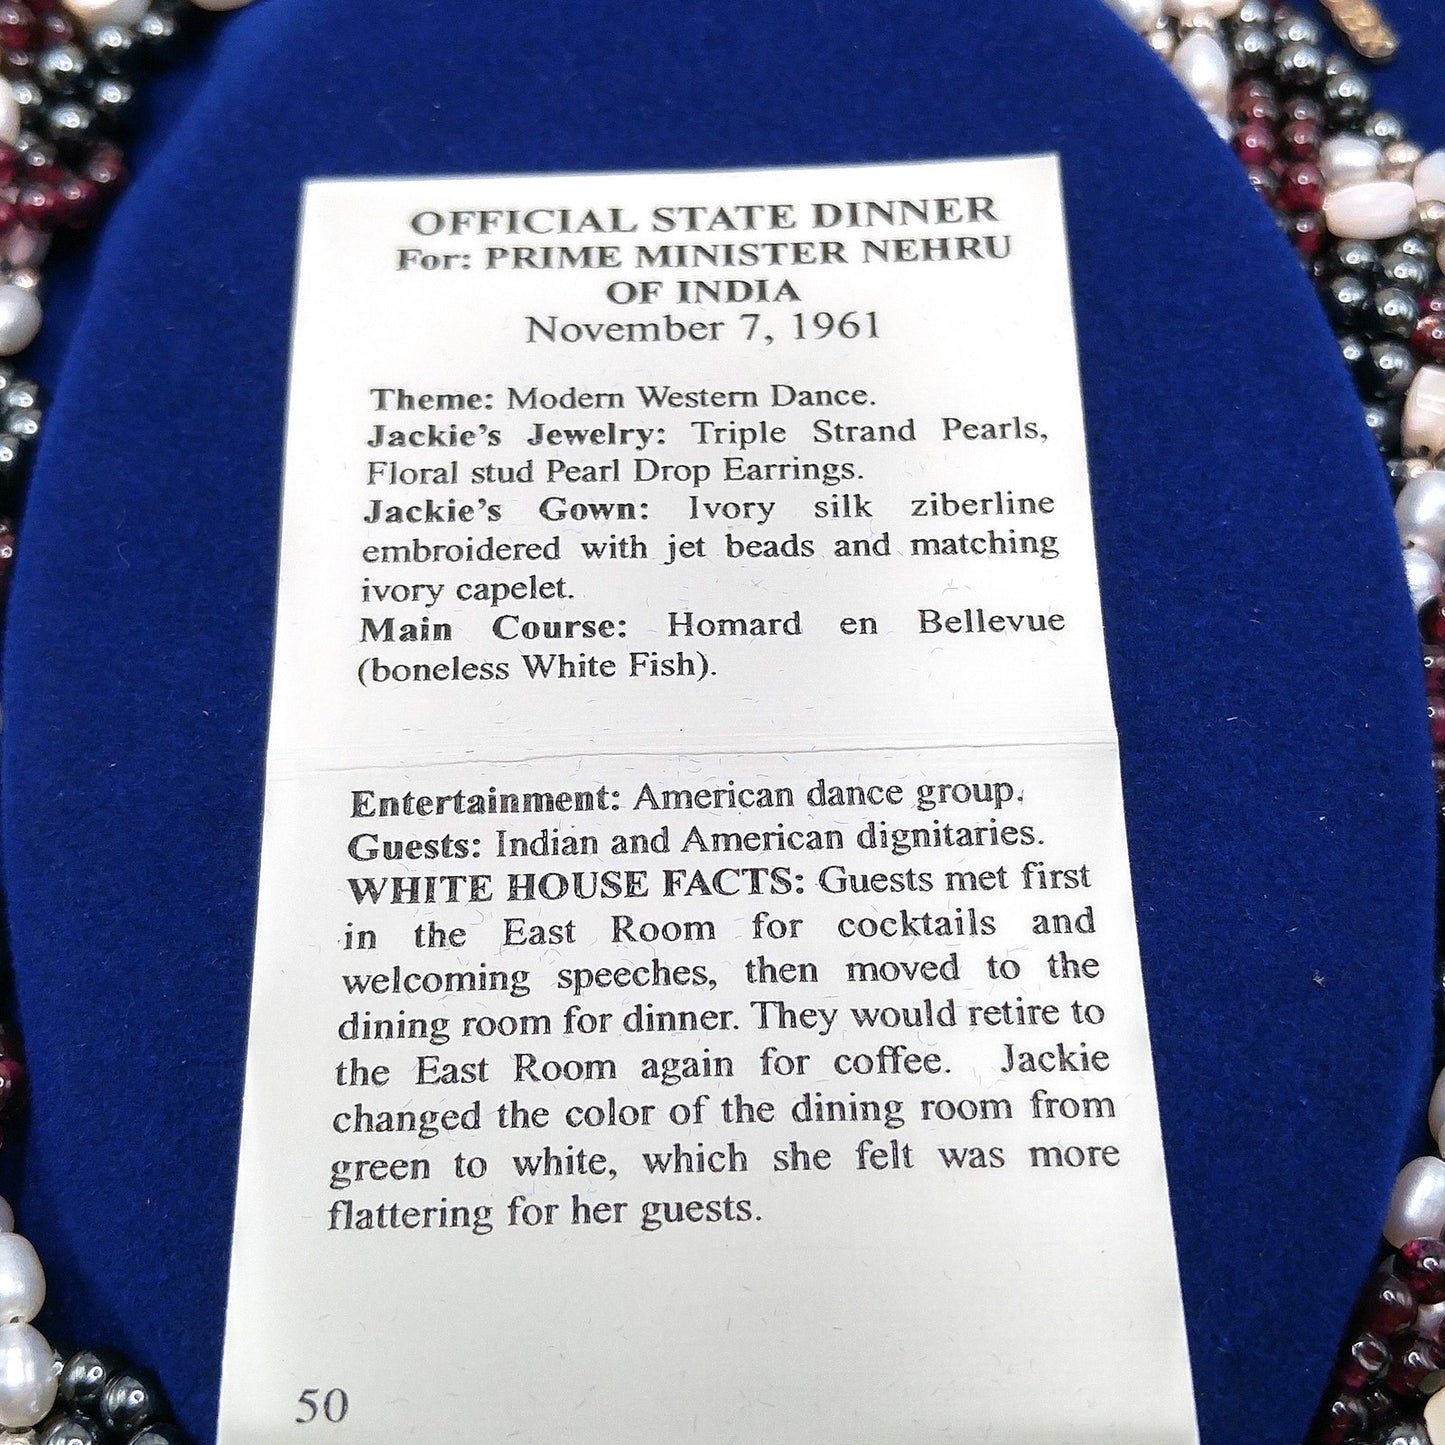 OFFICIAL STATE DINNER
For: PRIME MINISTER NEHRU
OF INDIA
November 7, 1961
Theme: Modern Western Dance.
Jackie's Jewelry: Triple Strand Pearls,
Floral stud Pearl Drop Earrings.
Jackie's Gown: Ivory silk ziberline
embroidered with jet beads and matching
ivory capelet.
Main Course: Homard en Bellevue
(boneless White Fish).
Entertainment: American dance group.
Guests: Indian and American dignitaries.
WHITE HOUSE FACTS: Guests met first
in the East Room for cocktails and
welcoming speeches, then moved to the
dining room for dinner. They would retire to
the East Room again for coffee. Jackie
changed the color of the dining room from
green to white, which she felt was more
flattering for her guests.
50